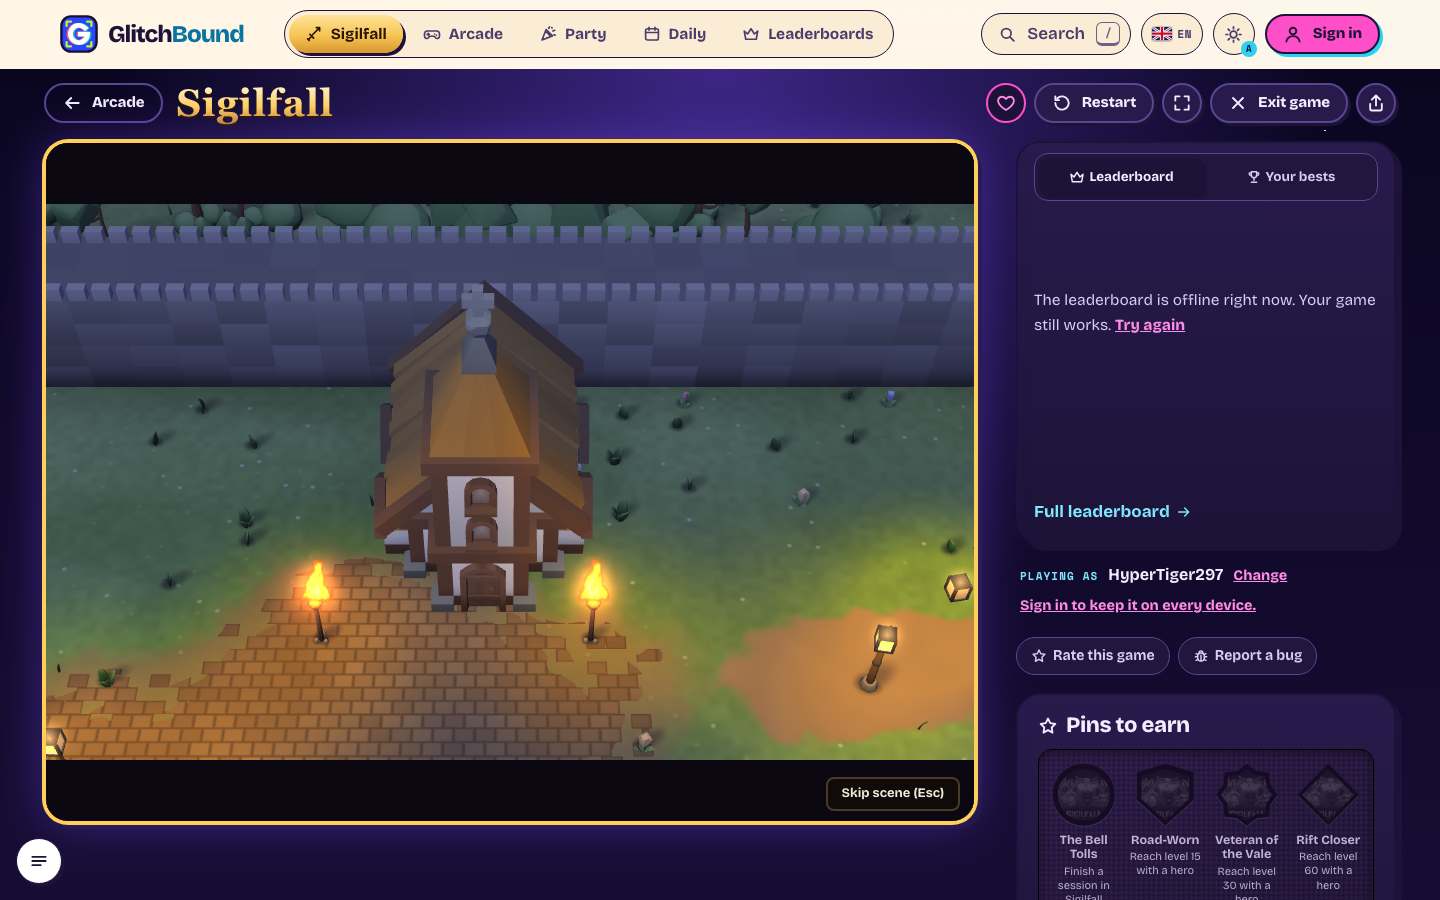 GlitchBound
Sigilfall
Arcade
Party
Daily
Leaderboards
Search /
EN
A
Sign in
Arcade
Sigilfall
Restart
Exit game
Leaderboard
Your bests
The leaderboard is offline right now. Your game
still works. Try again
Full leaderboard →
PLAYING AS HyperTiger297 Change
Sign in to keep it on every device.
Rate this game
Report a bug
Skip scene (Esc)
Pins to earn
The Bell
Tolls
Finish a
session in
Sigilfall
Road-Worn
Reach level 15
with a hero
Veteran of
the Vale
Reach level
30 with a
hero
Rift Closer
Reach level
60 with a
hero